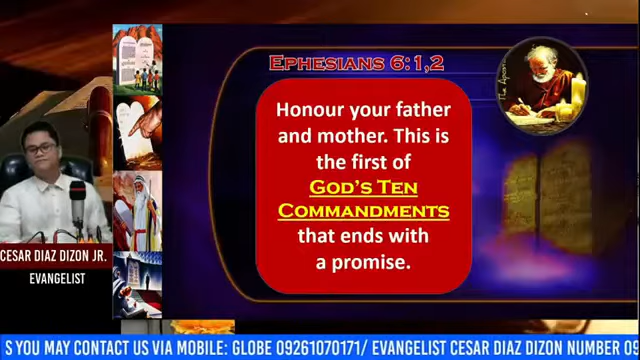 EPHESIANS 6:1,2
The Apos
Honour your father
and mother. This is
the first of
GOD'S TEN
COMMANDMENTS
that ends with
a promise.
CESAR DIAZ DIZON JR.
EVANGELIST
S YOU MAY CONTACT US VIA MOBILE: GLOBE 09261070171/ EVANGELIST CESAR DIAZ DIZON NUMBER 09